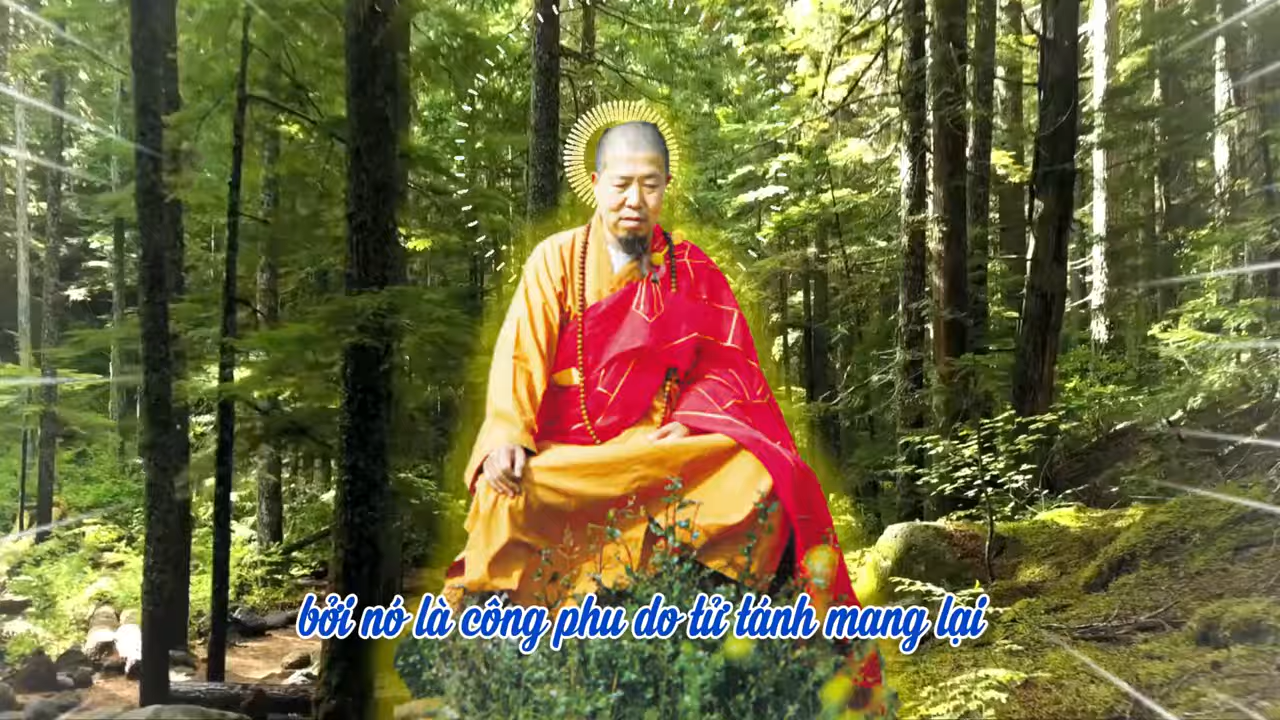 bởi nó là công phu do tử tánh mang lại